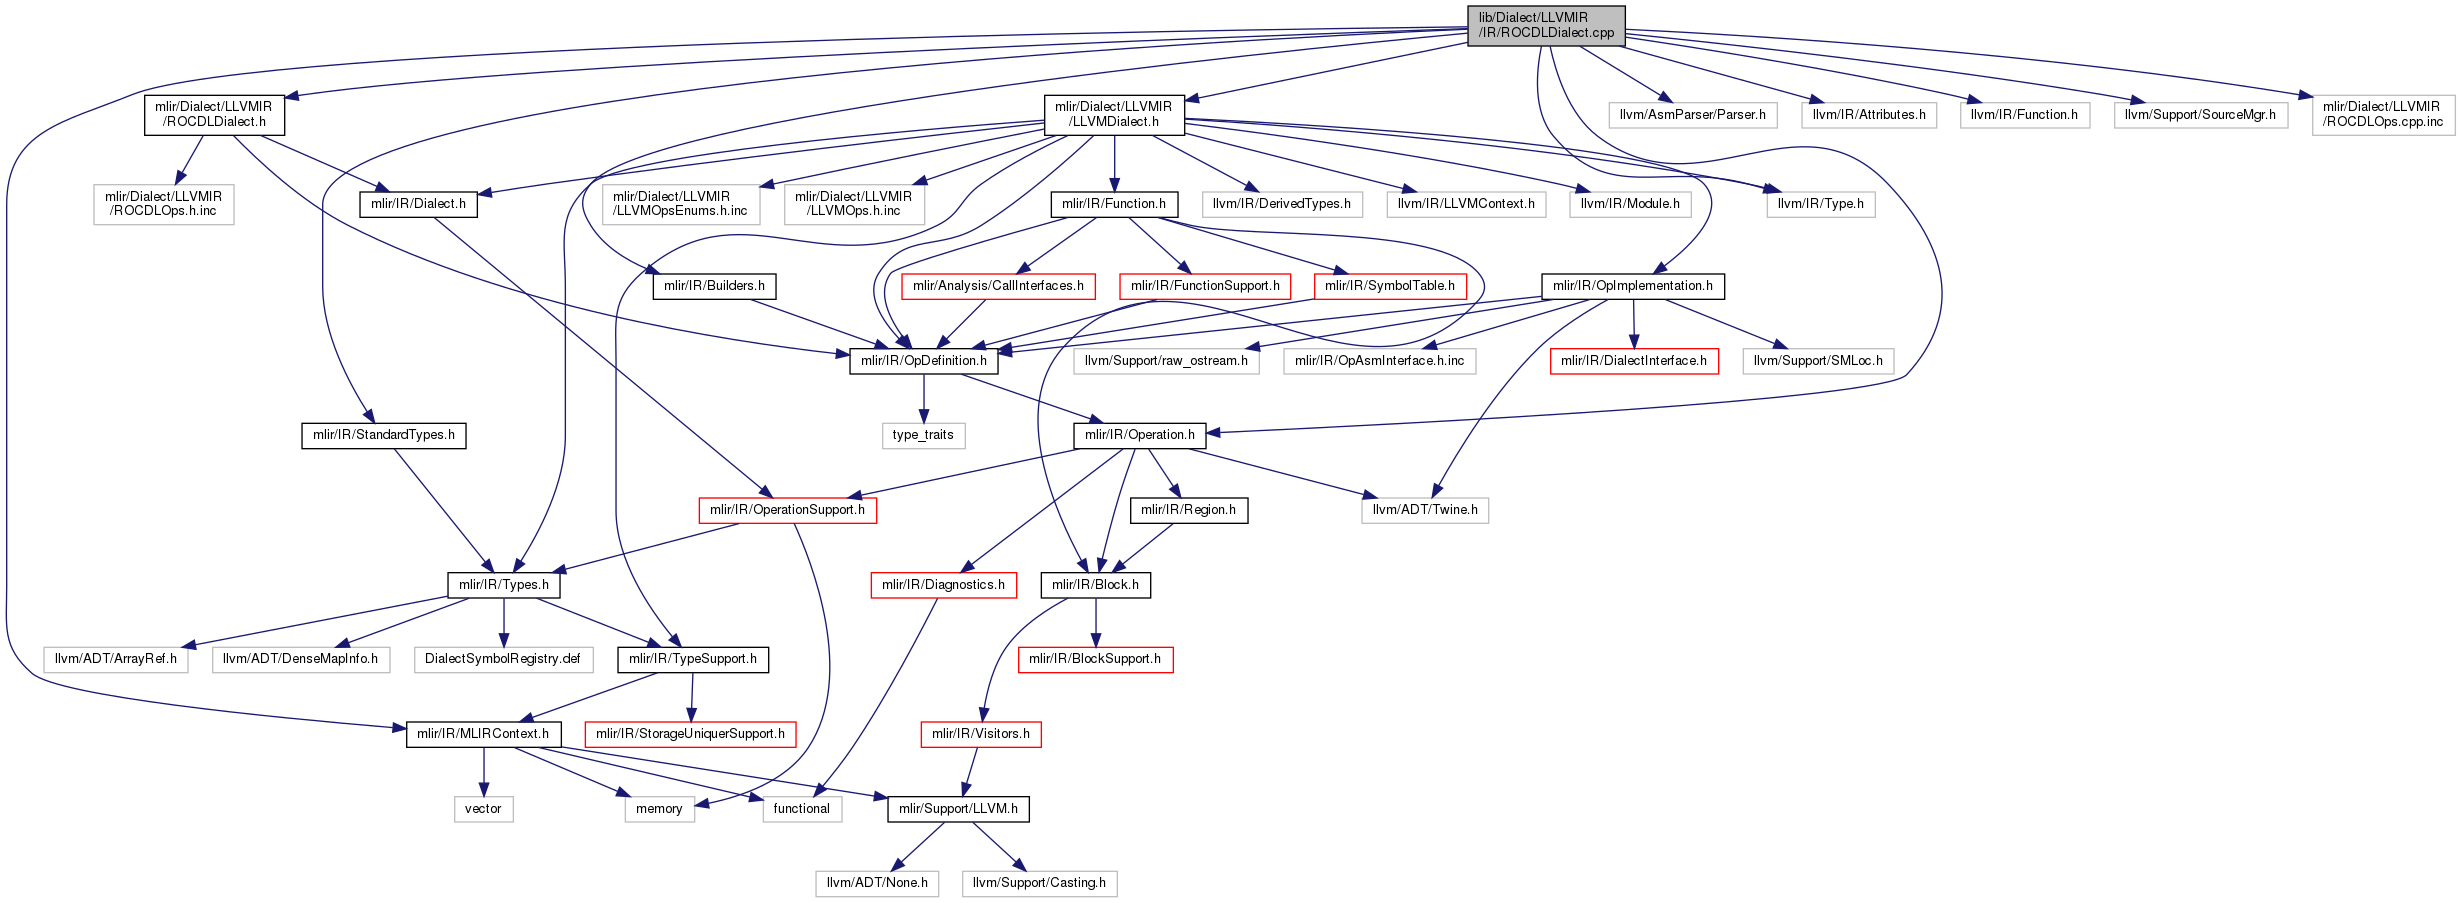 lib/Dialect/LLVMIR
/IR/ROCDLDialect.cpp
mlir/Dialect/LLVMIR
/ROCDLDialect.h
mlir/Dialect/LLVMIR
/LLVMDialect.h
llvm/AsmParser/Parser.h
llvm/IR/Attributes.h
llvm/IR/Function.h
llvm/Support/SourceMgr.h
mlir/Dialect/LLVMIR
/ROCDLOps.cpp.inc
mlir/Dialect/LLVMIR
/ROCDLOps.h.inc
mlir/IR/Dialect.h
mlir/Dialect/LLVMIR
/LLVMOpsEnums.h.inc
mlir/Dialect/LLVMIR
/LLVMOps.h.inc
mlir/IR/Function.h
llvm/IR/DerivedTypes.h
llvm/IR/LLVMContext.h
llvm/IR/Module.h
llvm/IR/Type.h
mlir/IR/Builders.h
mlir/Analysis/CallInterfaces.h
mlir/IR/FunctionSupport.h
mlir/IR/SymbolTable.h
mlir/IR/OpImplementation.h
mlir/IR/OpDefinition.h
llvm/Support/raw_ostream.h
mlir/IR/OpAsmInterface.h.inc
mlir/IR/DialectInterface.h
llvm/Support/SMLoc.h
mlir/IR/StandardTypes.h
type_traits
mlir/IR/Operation.h
mlir/IR/OperationSupport.h
mlir/IR/Region.h
llvm/ADT/Twine.h
mlir/IR/Types.h
mlir/IR/Diagnostics.h
mlir/IR/Block.h
llvm/ADT/ArrayRef.h
llvm/ADT/DenseMapInfo.h
DialectSymbolRegistry.def
mlir/IR/TypeSupport.h
mlir/IR/BlockSupport.h
mlir/IR/MLIRContext.h
mlir/IR/StorageUniquerSupport.h
mlir/IR/Visitors.h
vector
memory
functional
mlir/Support/LLVM.h
llvm/ADT/None.h
llvm/Support/Casting.h